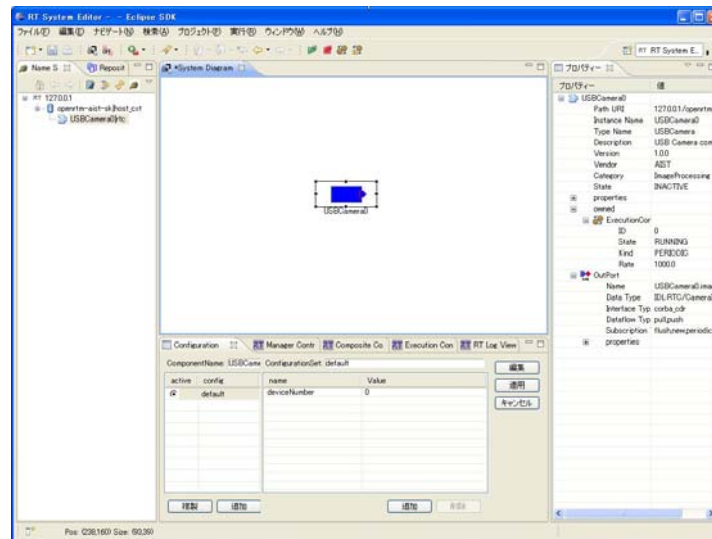 RT System Editor - - Eclipse SDK
ファイル(F) 編集(E) ナビゲート(N) 検索(A) プロジェクト(P) 実行(R) ウィンドウ(W) ヘルプ(H)
RT System E..
Name S
Reposit
*System Diagram
プロパティー
RT 127.0.0.1
openrtm-aist-sk|host_cxt
USBCamera0|rtc
USBCamera0
プロパティー 値
USBCamera0
Path URI 127.0.0.1/openrtm
Instance Name USBCamera0
Type Name USBCamera
Description USB Camera com
Version 1.0.0
Vendor AIST
Category ImageProcessing
State INACTIVE
properties
owned
ExecutionCon
ID 0
State RUNNING
Kind PERIODIC
Rate 1000.0
OutPort
Name USBCamera0.ima
Data Type IDL:RTC/Camera
Interface Typ corba_cdr
Dataflow Typ pull,push
Subscription flush,new,periodic
properties
Configuration
Manager Contr
Composite Co
Execution Con
RT Log View
ComponentName: USBCame ConfigurationSet: default
編集
適用
キャンセル
active config name Value
default deviceNumber 0
複製 追加 追加 削除
Pos: (238,160) Size: (93,39)